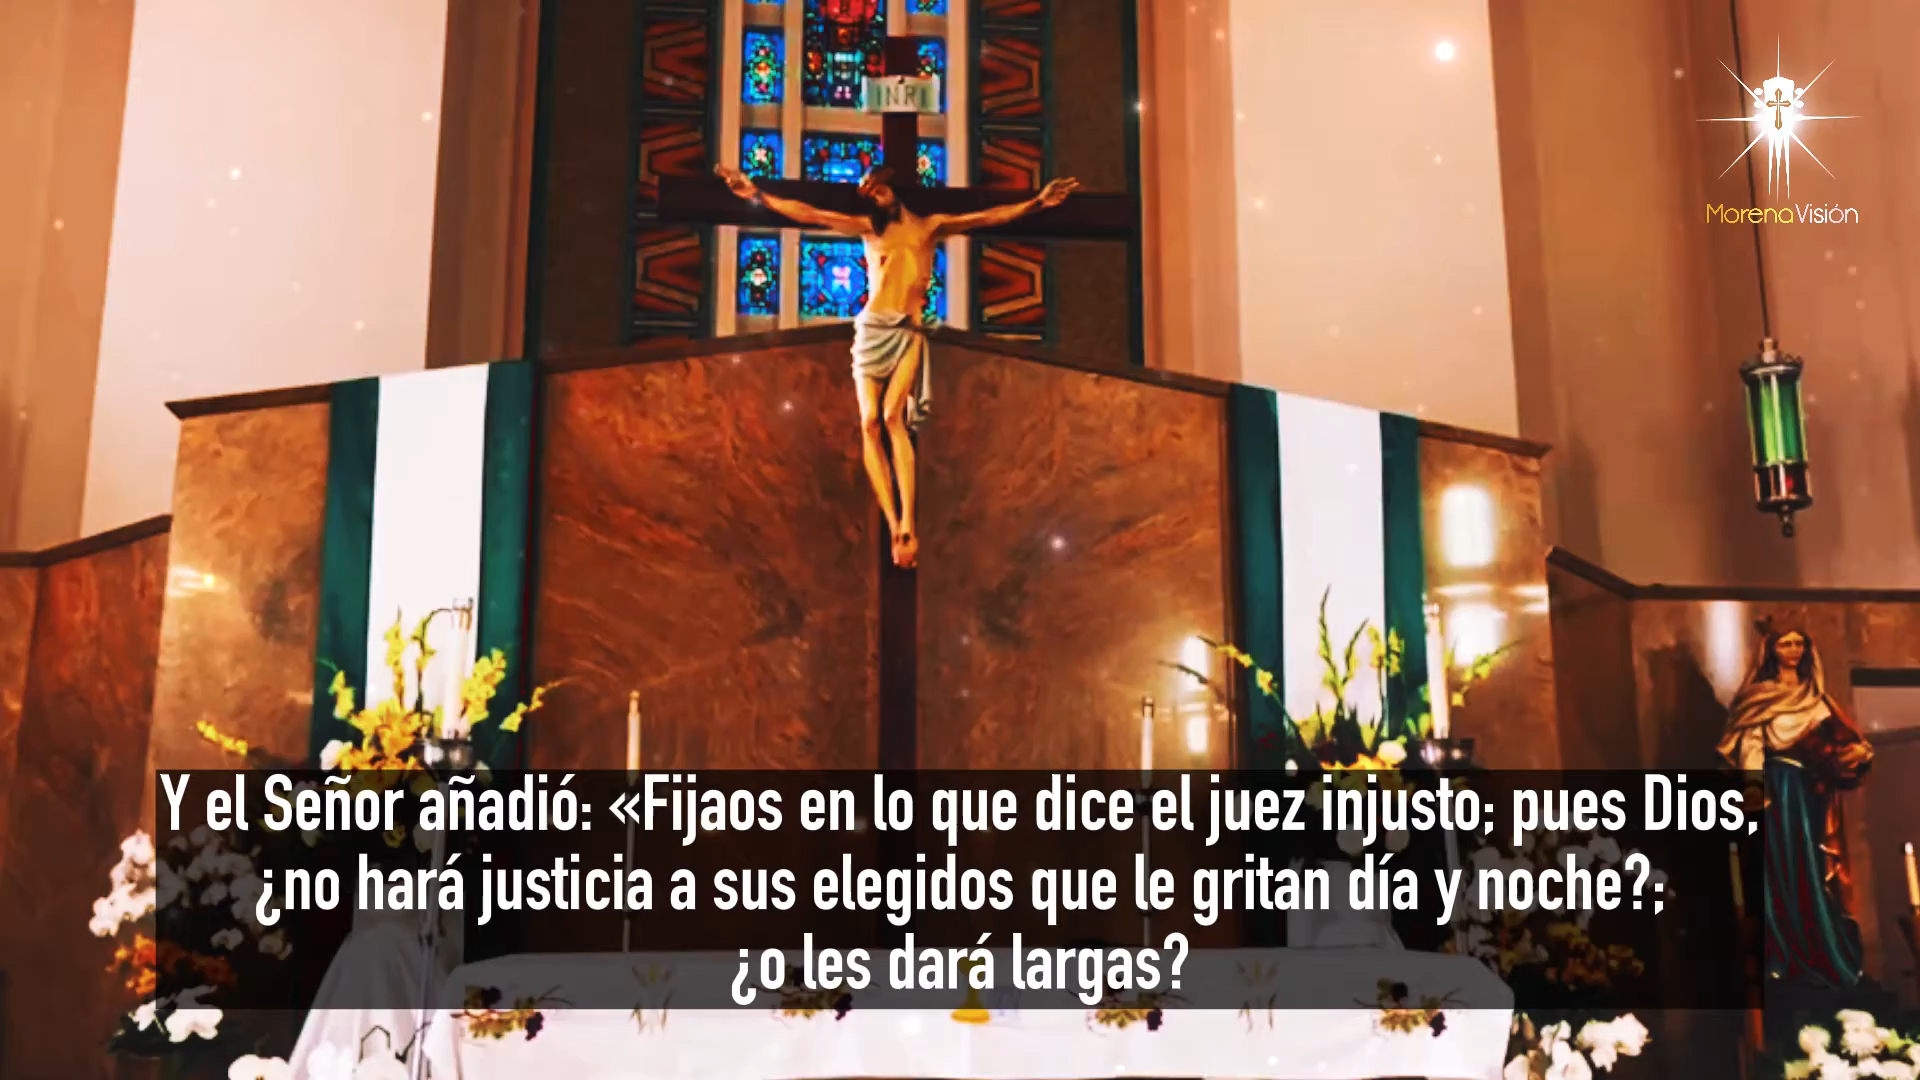 INRI
MorenaVisión
Y el Señor añadió: «Fijaos en lo que dice el juez injusto; pues Dios,
¿no hará justicia a sus elegidos que le gritan día y noche?;
¿o les dará largas?